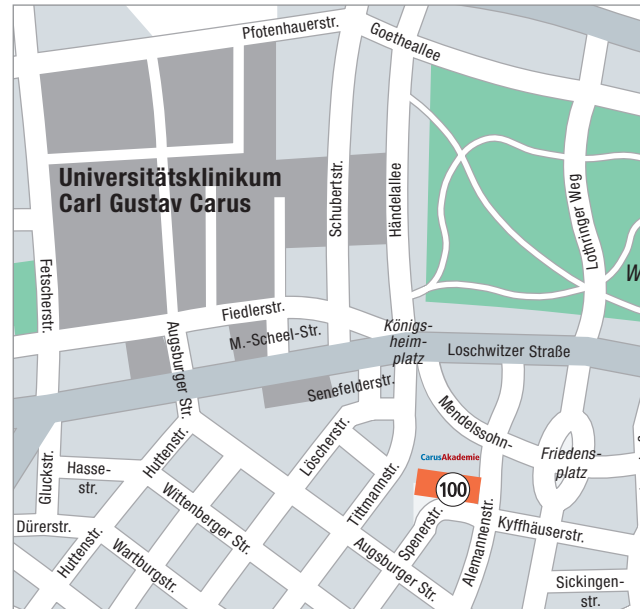 Pfotenhauerstr.
Goetheallee
Universitätsklinikum
Carl Gustav Carus
Schubertstr.
Händelallee
Lothringer Weg
W
Fetscherstr.
Fiedlerstr.
Augsburger Str.
M.-Scheel-Str.
Königs-
heim-
platz
Loschwitzer Straße
Senefelderstr.
Mendelssohn-
Friedens-
platz
Gluckstr.
Hasse-
str.
Huttenstr.
Löscherstr.
Tittmannstr.
CarusAkademie
100
Wittenberger Str.
Spenerstr.
Alemannenstr.
Kyffhäuserstr.
Dürerstr.
Huttenstr.
Wartburgstr.
Augsburger Str.
Sickingen-
str.